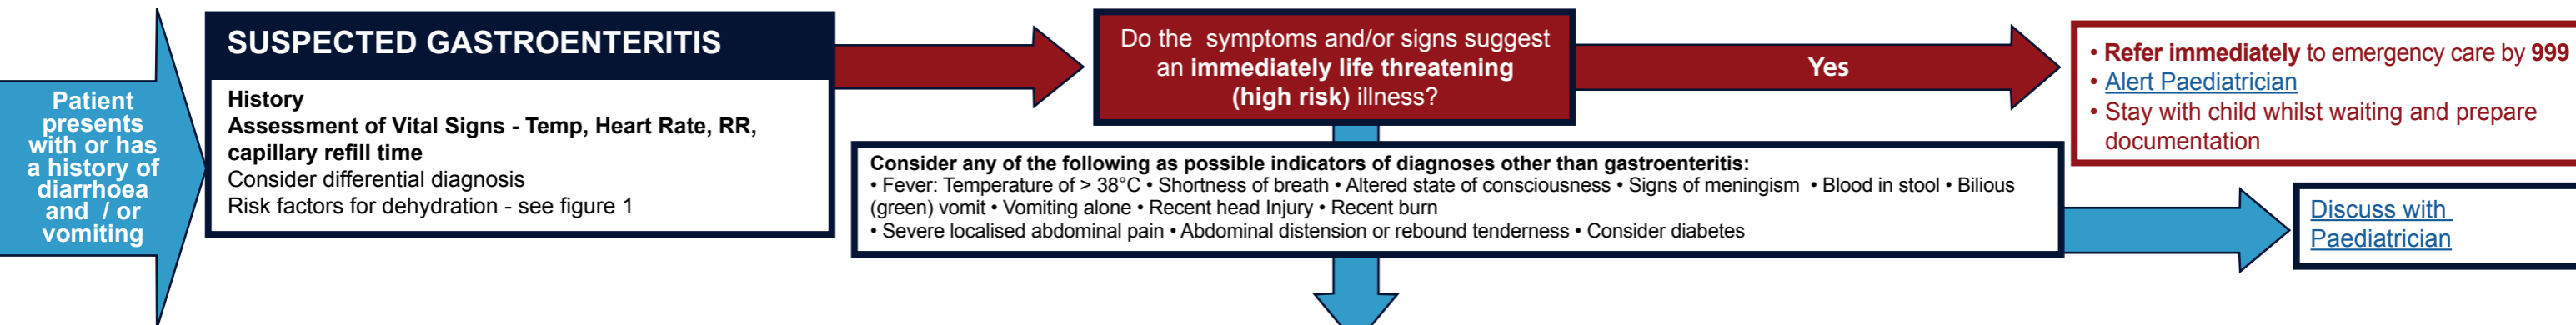 Patient
presents
with or has
a history of
diarrhoea
and / or
vomiting
SUSPECTED GASTROENTERITIS
History
Assessment of Vital Signs - Temp, Heart Rate, RR,
capillary refill time
Consider differential diagnosis
Risk factors for dehydration - see figure 1
Do the symptoms and/or signs suggest
an immediately life threatening
(high risk) illness?
Yes
• Refer immediately to emergency care by 999
• Alert Paediatrician
• Stay with child whilst waiting and prepare
documentation
Consider any of the following as possible indicators of diagnoses other than gastroenteritis:
• Fever: Temperature of > 38°C • Shortness of breath • Altered state of consciousness • Signs of meningism • Blood in stool • Bilious
(green) vomit • Vomiting alone • Recent head Injury • Recent burn
• Severe localised abdominal pain • Abdominal distension or rebound tenderness • Consider diabetes
Discuss with
Paediatrician